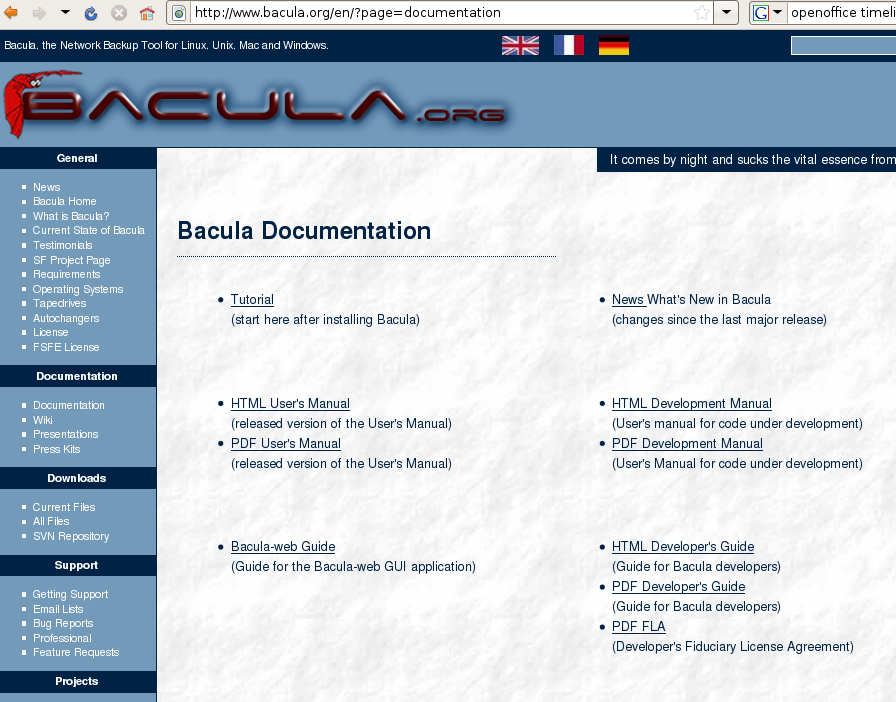 http://www.bacula.org/en/?page=documentation
G
openoffice timeli
Bacula, the Network Backup Tool for Linux, Unix, Mac and Windows.
BACULA.ORG
It comes by night and sucks the vital essence from
General
News
Bacula Home
What is Bacula?
Current State of Bacula
Testimonials
SF Project Page
Requirements
Operating Systems
Tapedrives
Autochangers
License
FSFE License
Documentation
Documentation
Wiki
Presentations
Press Kits
Downloads
Current Files
All Files
SVN Repository
Support
Getting Support
Email Lists
Bug Reports
Professional
Feature Requests
Projects
Bacula Documentation
Tutorial
(start here after installing Bacula)
News What's New in Bacula
(changes since the last major release)
HTML User's Manual
(released version of the User's Manual)
PDF User's Manual
(released version of the User's Manual)
HTML Development Manual
(User's manual for code under development)
PDF Development Manual
(User's Manual for code under development)
Bacula-web Guide
(Guide for the Bacula-web GUI application)
HTML Developer's Guide
(Guide for Bacula developers)
PDF Developer's Guide
(Guide for Bacula developers)
PDF FLA
(Developer's Fiduciary License Agreement)